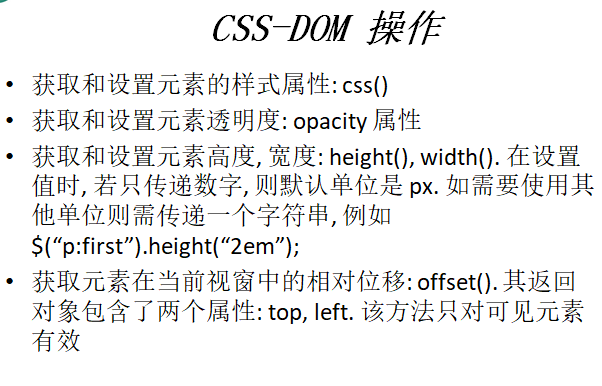 CSS-DOM 操作
• 获取和设置元素的样式属性: css()
• 获取和设置元素透明度: opacity 属性
• 获取和设置元素高度, 宽度: height(), width(). 在设置
值时, 若只传递数字, 则默认单位是 px. 如需要使用其
他单位则需传递一个字符串, 例如
$(“p:first”).height(“2em”);
• 获取元素在当前视窗中的相对位移: offset(). 其返回
对象包含了两个属性: top, left. 该方法只对可见元素
有效